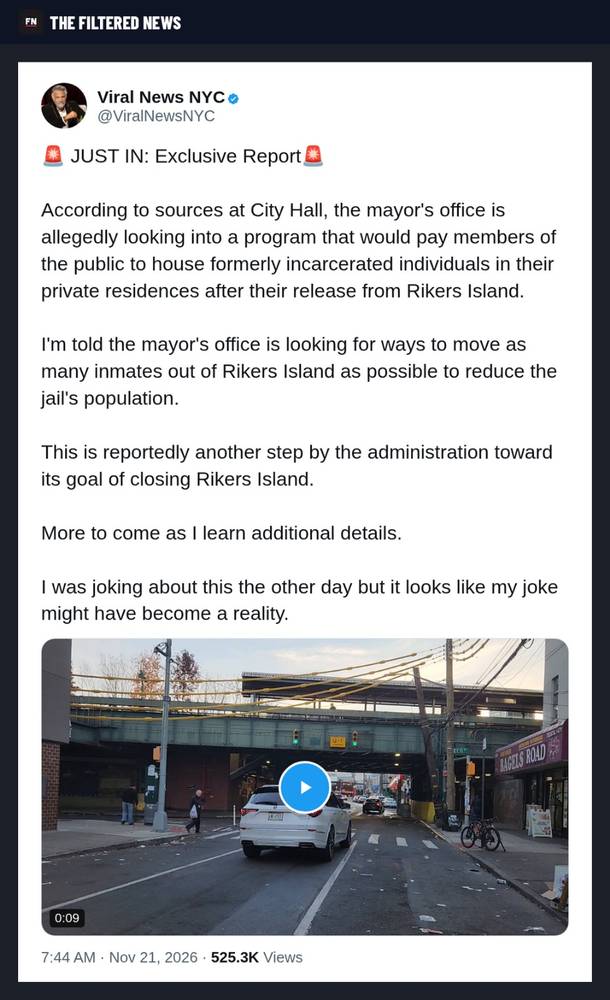 FN THE FILTERED NEWS
Viral News NYC
@ViralNewsNYC
🚨 JUST IN: Exclusive Report🚨
According to sources at City Hall, the mayor's office is
allegedly looking into a program that would pay members of
the public to house formerly incarcerated individuals in their
private residences after their release from Rikers Island.
I'm told the mayor's office is looking for ways to move as
many inmates out of Rikers Island as possible to reduce the
jail's population.
This is reportedly another step by the administration toward
its goal of closing Rikers Island.
More to come as I learn additional details.
I was joking about this the other day but it looks like my joke
might have become a reality.
BAGELS ROAD
0:09
7:44 AM · Nov 21, 2026 · 525.3K Views